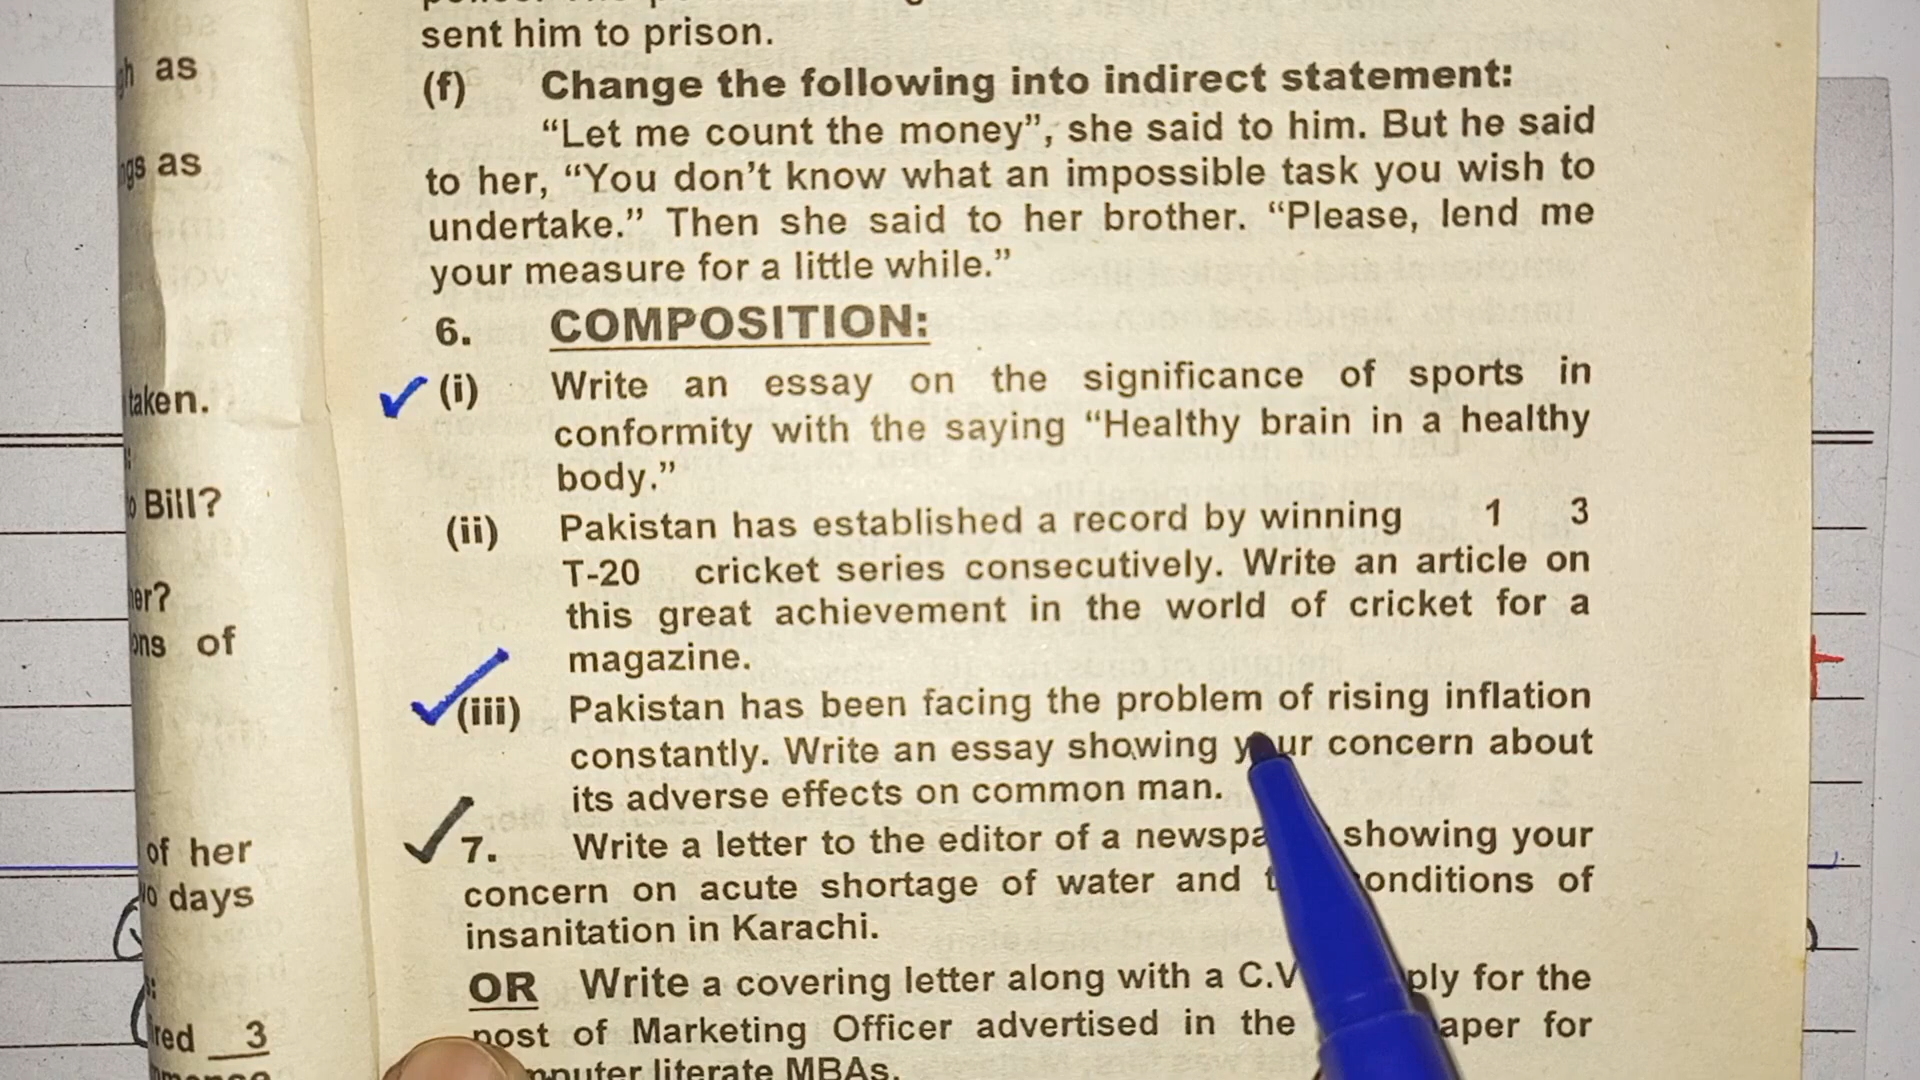 sent him to prison.
(f) Change the following into indirect statement:
“Let me count the money”, she said to him. But he said
to her, “You don’t know what an impossible task you wish to
undertake.” Then she said to her brother. “Please, lend me
your measure for a little while.”
6. COMPOSITION:
(i) Write an essay on the significance of sports in
conformity with the saying “Healthy brain in a healthy
body.”
(ii) Pakistan has established a record by winning 1 3
T-20 cricket series consecutively. Write an article on
this great achievement in the world of cricket for a
magazine.
(iii) Pakistan has been facing the problem of rising inflation
constantly. Write an essay showing your concern about
its adverse effects on common man.
7. Write a letter to the editor of a showing your
concern on acute shortage of water and conditions of
insanitation in Karachi.
OR Write a covering letter along with a C.V for the
post of Marketing Officer advertised in the for
literate MBAs.
as
as
taken.
Bill?
of
of her
days
3